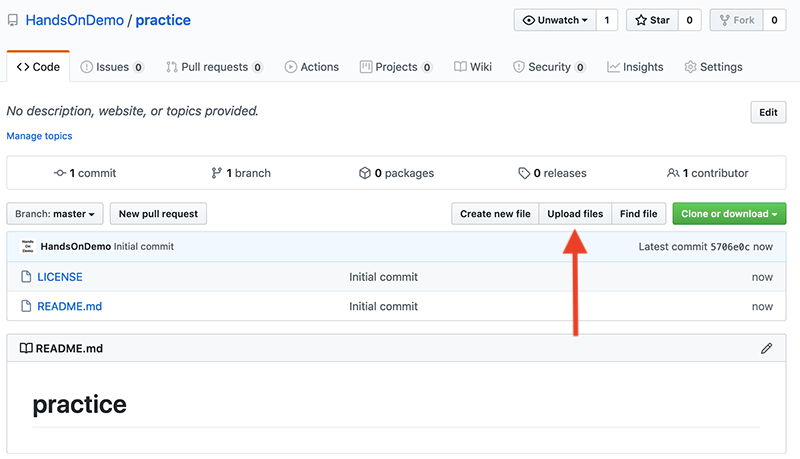 HandsOnDemo / practice Unwatch 1 Star 0 Fork 0
Code Issues 0 Pull requests 0 Actions Projects 0 Wiki Security 0 Insights Settings
No description, website, or topics provided. Edit
Manage topics
1 commit 1 branch 0 packages 0 releases 1 contributor
Branch: master New pull request Create new file Upload files Find file Clone or download
Hands On Demo HandsOnDemo Initial commit Latest commit 5706e0c now
LICENSE Initial commit now
README.md Initial commit now
README.md
practice